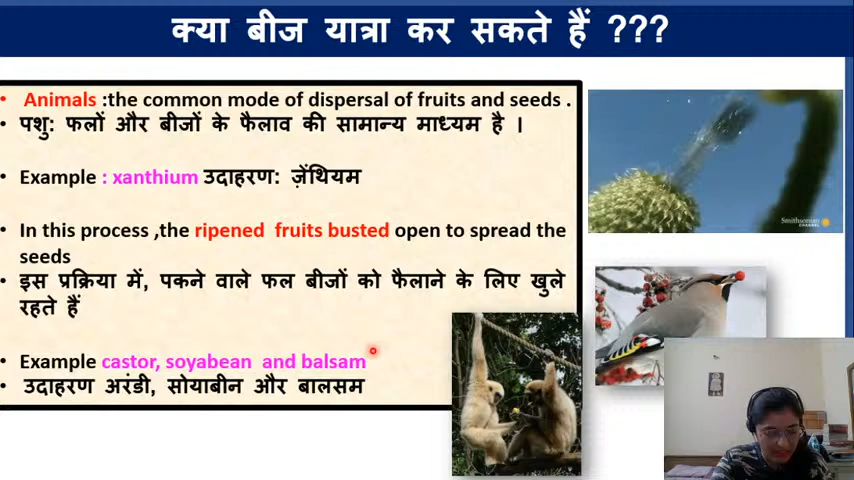 क्या बीज यात्रा कर सकते हैं ???
• Animals :the common mode of dispersal of fruits and seeds .
• पशु: फलों और बीजों के फैलाव की सामान्य माध्यम है ।
• Example : xanthium उदाहरण: ज़ेंथियम
• In this process ,the ripened fruits busted open to spread the
seeds
• इस प्रक्रिया में, पकने वाले फल बीजों को फैलाने के लिए खुले
रहते हैं
• Example castor, soyabean and balsam
• उदाहरण अरंडी, सोयाबीन और बालसम
Smithsonian
CHANNEL